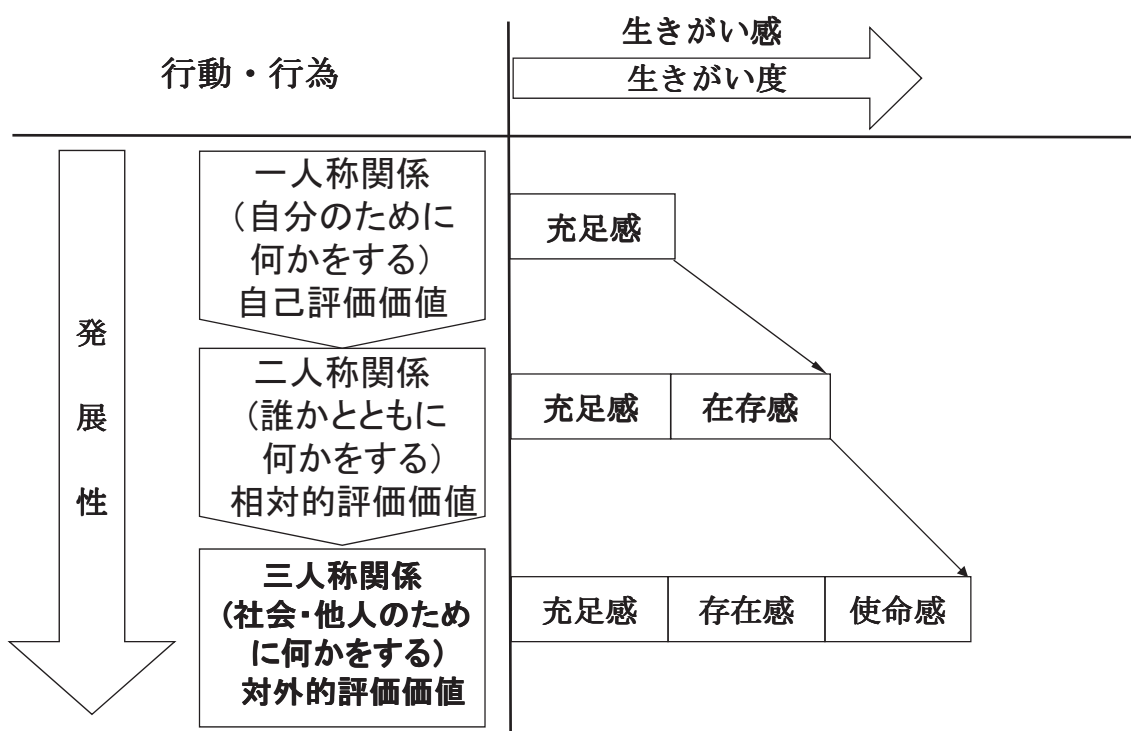 行動・行為
生きがい感
生きがい度
発
展
性
一人称関係
（自分のために
何かをする）
自己評価価値
充足感
二人称関係
（誰かとともに
何かをする）
相対的評価価値
充足感
在存感
三人称関係
(社会・他人のため
に何かをする)
対外的評価価値
充足感
存在感
使命感